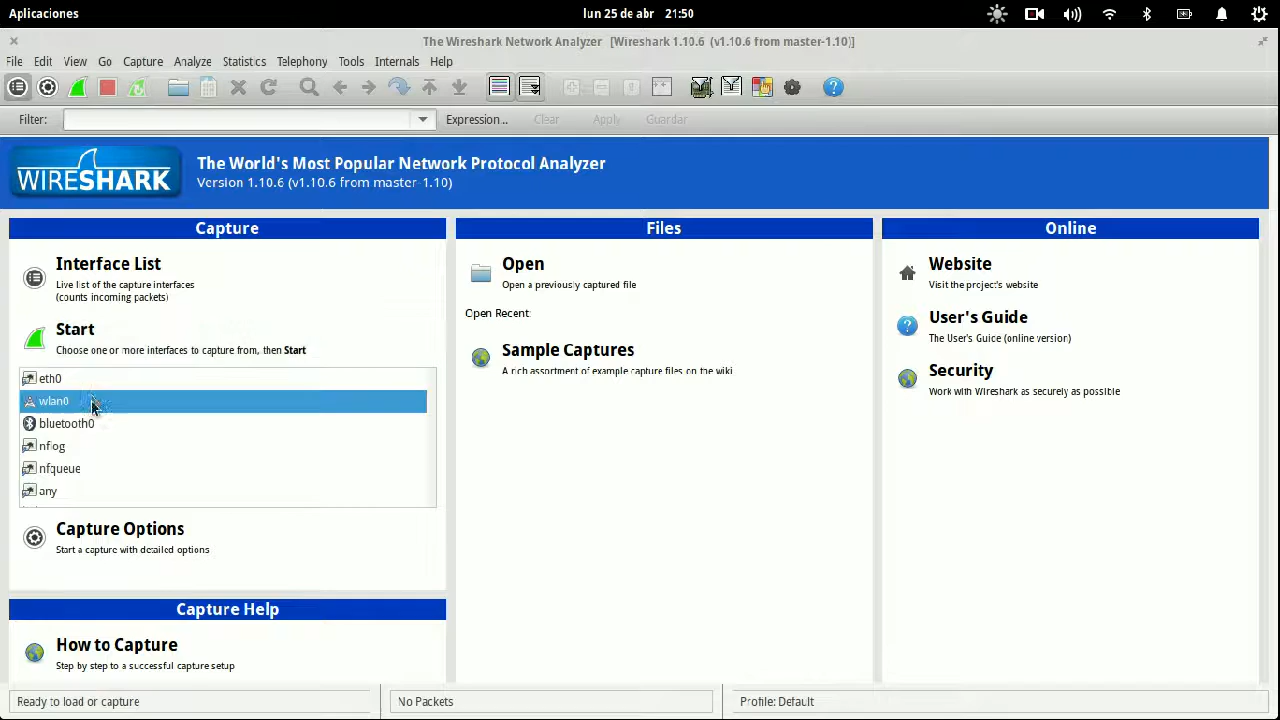 Aplicaciones lun 25 de abr 21:50
The Wireshark Network Analyzer [Wireshark 1.10.6 (v1.10.6 from master-1.10)]
File Edit View Go Capture Analyze Statistics Telephony Tools Internals Help
Filter: Expression... Clear Apply Guardar
WIRESHARK
The World's Most Popular Network Protocol Analyzer
Version 1.10.6 (v1.10.6 from master-1.10)
Capture
Interface List
Live list of the capture interfaces
(counts incoming packets)
Start
Choose one or more interfaces to capture from, then Start
eth0
wlan0
bluetooth0
nflog
nfqueue
any
Capture Options
Start a capture with detailed options
Capture Help
How to Capture
Step by step to a successful capture setup
Files
Open
Open a previously captured file
Open Recent:
Sample Captures
A rich assortment of example capture files on the wiki
Online
Website
Visit the project's website
User's Guide
The User's Guide (online version)
Security
Work with Wireshark as securely as possible
Ready to load or capture
No Packets
Profile: Default